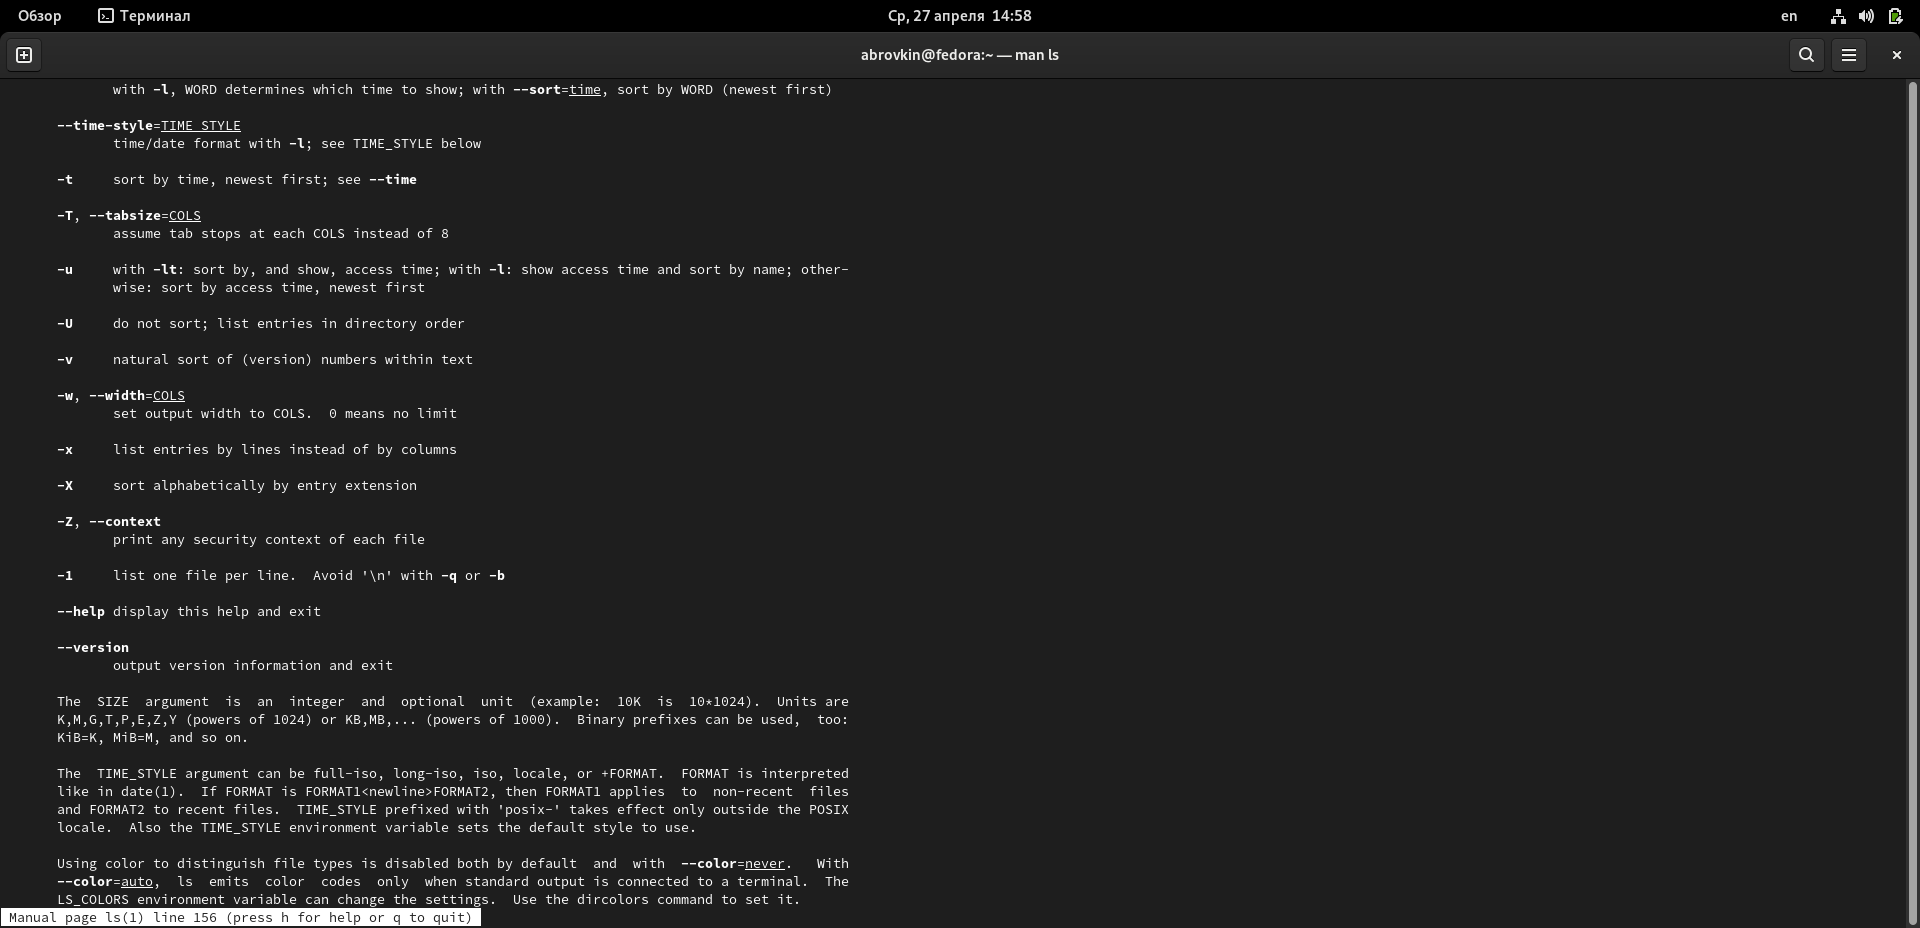 Обзор Терминал Ср, 27 апреля 14:58 en
abrovkin@fedora:~ — man ls
with -l, WORD determines which time to show; with --sort=time, sort by WORD (newest first)
--time-style=TIME_STYLE
time/date format with -l; see TIME_STYLE below
-t sort by time, newest first; see --time
-T, --tabsize=COLS
assume tab stops at each COLS instead of 8
-u with -lt: sort by, and show, access time; with -l: show access time and sort by name; other-
wise: sort by access time, newest first
-U do not sort; list entries in directory order
-v natural sort of (version) numbers within text
-w, --width=COLS
set output width to COLS.  0 means no limit
-x list entries by lines instead of by columns
-X sort alphabetically by entry extension
-Z, --context
print any security context of each file
-1 list one file per line.  Avoid '\n' with -q or -b
--help display this help and exit
--version
output version information and exit
The SIZE argument is an integer and optional unit (example: 10K is 10*1024). Units are
K,M,G,T,P,E,Z,Y (powers of 1024) or KB,MB,... (powers of 1000). Binary prefixes can be used, too:
KiB=K, MiB=M, and so on.
The TIME_STYLE argument can be full-iso, long-iso, iso, locale, or +FORMAT. FORMAT is interpreted
like in date(1). If FORMAT is FORMAT1<newline>FORMAT2, then FORMAT1 applies to non-recent files
and FORMAT2 to recent files. TIME_STYLE prefixed with 'posix-' takes effect only outside the POSIX
locale. Also the TIME_STYLE environment variable sets the default style to use.
Using color to distinguish file types is disabled both by default and with --color=never. With
--color=auto, ls emits color codes only when standard output is connected to a terminal. The
LS_COLORS environment variable can change the settings. Use the dircolors command to set it.
Manual page ls(1) line 156 (press h for help or q to quit)